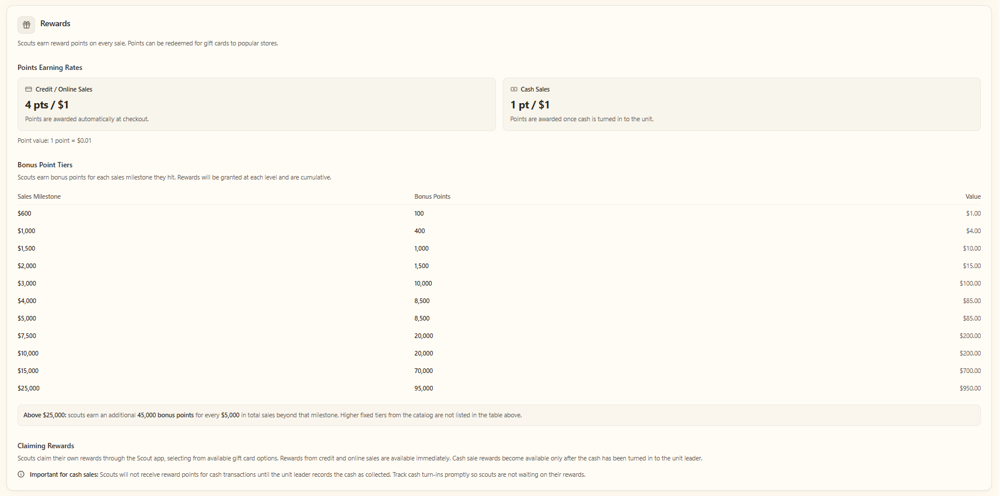 Rewards
Scouts earn reward points on every sale. Points can be redeemed for gift cards to popular stores.
Points Earning Rates
Credit / Online Sales
4 pts / $1
Points are awarded automatically at checkout.
Cash Sales
1 pt / $1
Points are awarded once cash is turned in to the unit.
Point value: 1 point = $0.01
Bonus Point Tiers
Scouts earn bonus points for each sales milestone they hit. Rewards will be granted at each level and are cumulative.
Sales Milestone Bonus Points Value
$600 100 $1.00
$1,000 400 $4.00
$1,500 1,000 $10.00
$2,000 1,500 $15.00
$3,000 10,000 $100.00
$4,000 8,500 $85.00
$5,000 8,500 $85.00
$7,500 20,000 $200.00
$10,000 20,000 $200.00
$15,000 70,000 $700.00
$25,000 95,000 $950.00
Above $25,000: scouts earn an additional 45,000 bonus points for every $5,000 in total sales beyond that milestone. Higher fixed tiers from the catalog are not listed in the table above.
Claiming Rewards
Scouts claim their own rewards through the Scout app, selecting from available gift card options. Rewards from credit and online sales are available immediately. Cash sale rewards become available only after the cash has been turned in to the unit leader.
Important for cash sales: Scouts will not receive reward points for cash transactions until the unit leader records the cash as collected. Track cash turn-ins promptly so scouts are not waiting on their rewards.